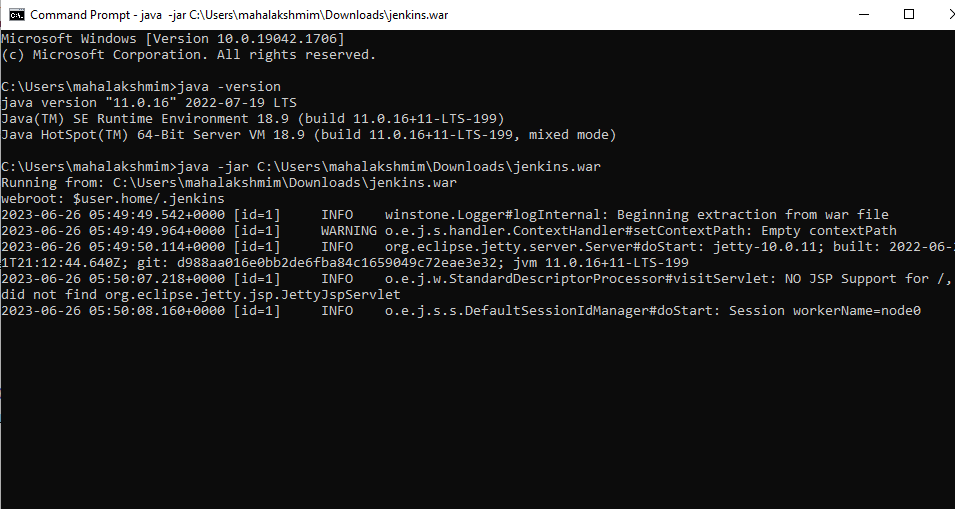 Command Prompt - java  -jar C:\Users\mahalakshmim\Downloads\jenkins.war
Microsoft Windows [Version 10.0.19042.1706]
(c) Microsoft Corporation. All rights reserved.
C:\Users\mahalakshmim>java -version
java version "11.0.16" 2022-07-19 LTS
Java(TM) SE Runtime Environment 18.9 (build 11.0.16+11-LTS-199)
Java HotSpot(TM) 64-Bit Server VM 18.9 (build 11.0.16+11-LTS-199, mixed mode)
C:\Users\mahalakshmim>java -jar C:\Users\mahalakshmim\Downloads\jenkins.war
Running from: C:\Users\mahalakshmim\Downloads\jenkins.war
webroot: $user.home/.jenkins
2023-06-26 05:49:49.542+0000 [id=1]     INFO    winstone.Logger#logInternal: Beginning extraction from war file
2023-06-26 05:49:49.964+0000 [id=1]     WARNING o.e.j.s.handler.ContextHandler#setContextPath: Empty contextPath
2023-06-26 05:49:50.114+0000 [id=1]     INFO    org.eclipse.jetty.server.Server#doStart: jetty-10.0.11; built: 2022-06-
1T21:12:44.640Z; git: d988aa016e0bb2de6fba84c1659049c72eae3e32; jvm 11.0.16+11-LTS-199
2023-06-26 05:50:07.218+0000 [id=1]     INFO    o.e.j.w.StandardDescriptorProcessor#visitServlet: NO JSP Support for /,
did not find org.eclipse.jetty.jsp.JettyJspServlet
2023-06-26 05:50:08.160+0000 [id=1]     INFO    o.e.j.s.s.DefaultSessionIdManager#doStart: Session workerName=node0